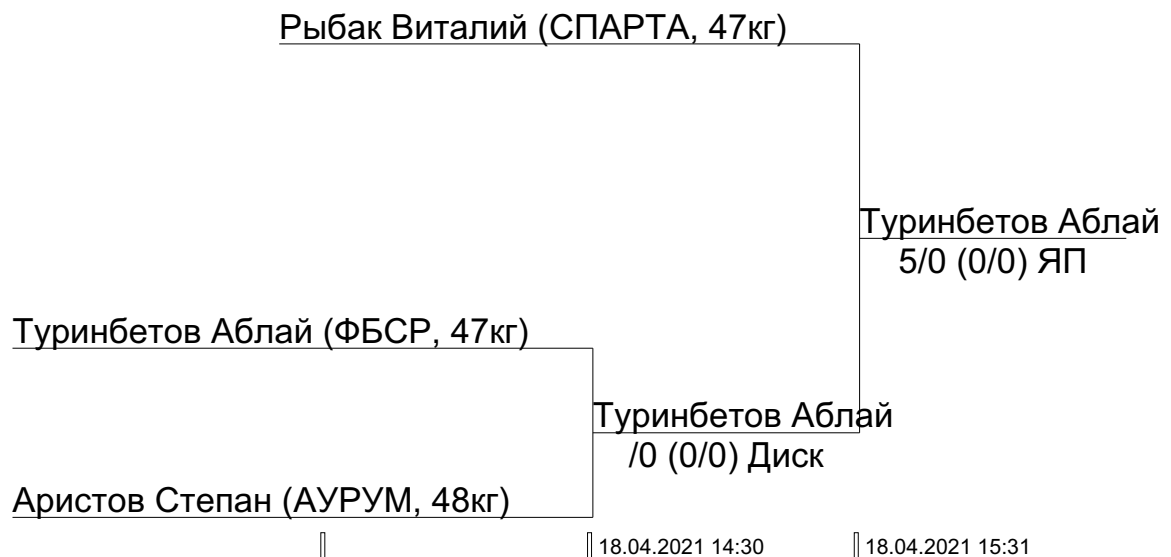 Рыбак Виталий (СПАРТА, 47кг)
Туринбетов Аблай
5/0 (0/0) ЯП
Туринбетов Аблай (ФБСР, 47кг)
Туринбетов Аблай
/0 (0/0) Диск
Аристов Степан (АУРУМ, 48кг)
18.04.2021 14:30
18.04.2021 15:31